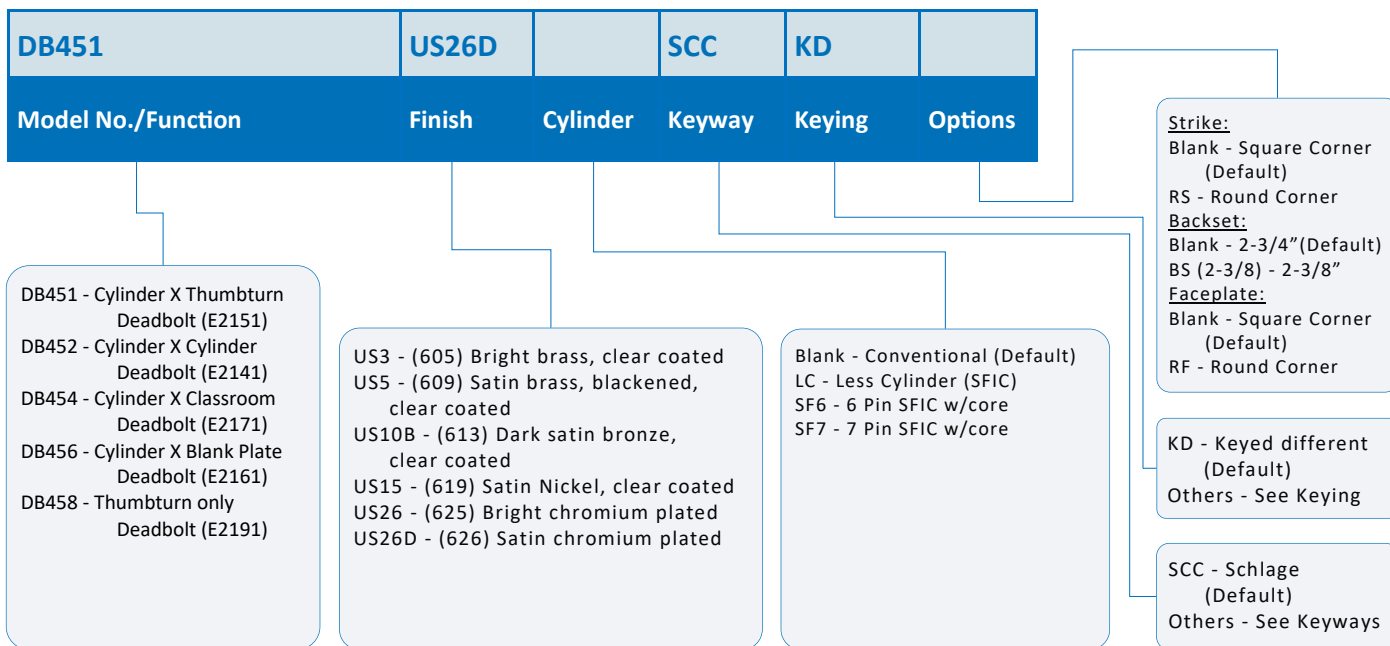 DB451 US26D SCC KD
Model No./Function Finish Cylinder Keyway Keying Options
DB451 - Cylinder X Thumbturn
Deadbolt (E2151)
DB452 - Cylinder X Cylinder
Deadbolt (E2141)
DB454 - Cylinder X Classroom
Deadbolt (E2171)
DB456 - Cylinder X Blank Plate
Deadbolt (E2161)
DB458 - Thumbturn only
Deadbolt (E2191)
US3 - (605) Bright brass, clear coated
US5 - (609) Satin brass, blackened,
clear coated
US10B - (613) Dark satin bronze,
clear coated
US15 - (619) Satin Nickel, clear coated
US26 - (625) Bright chromium plated
US26D - (626) Satin chromium plated
Blank - Conventional (Default)
LC - Less Cylinder (SFIC)
SF6 - 6 Pin SFIC w/core
SF7 - 7 Pin SFIC w/core
Strike:
Blank - Square Corner
(Default)
RS - Round Corner
Backset:
Blank - 2-3/4”(Default)
BS (2-3/8) - 2-3/8”
Faceplate:
Blank - Square Corner
(Default)
RF - Round Corner
KD - Keyed different
(Default)
Others - See Keying
SCC - Schlage
(Default)
Others - See Keyways